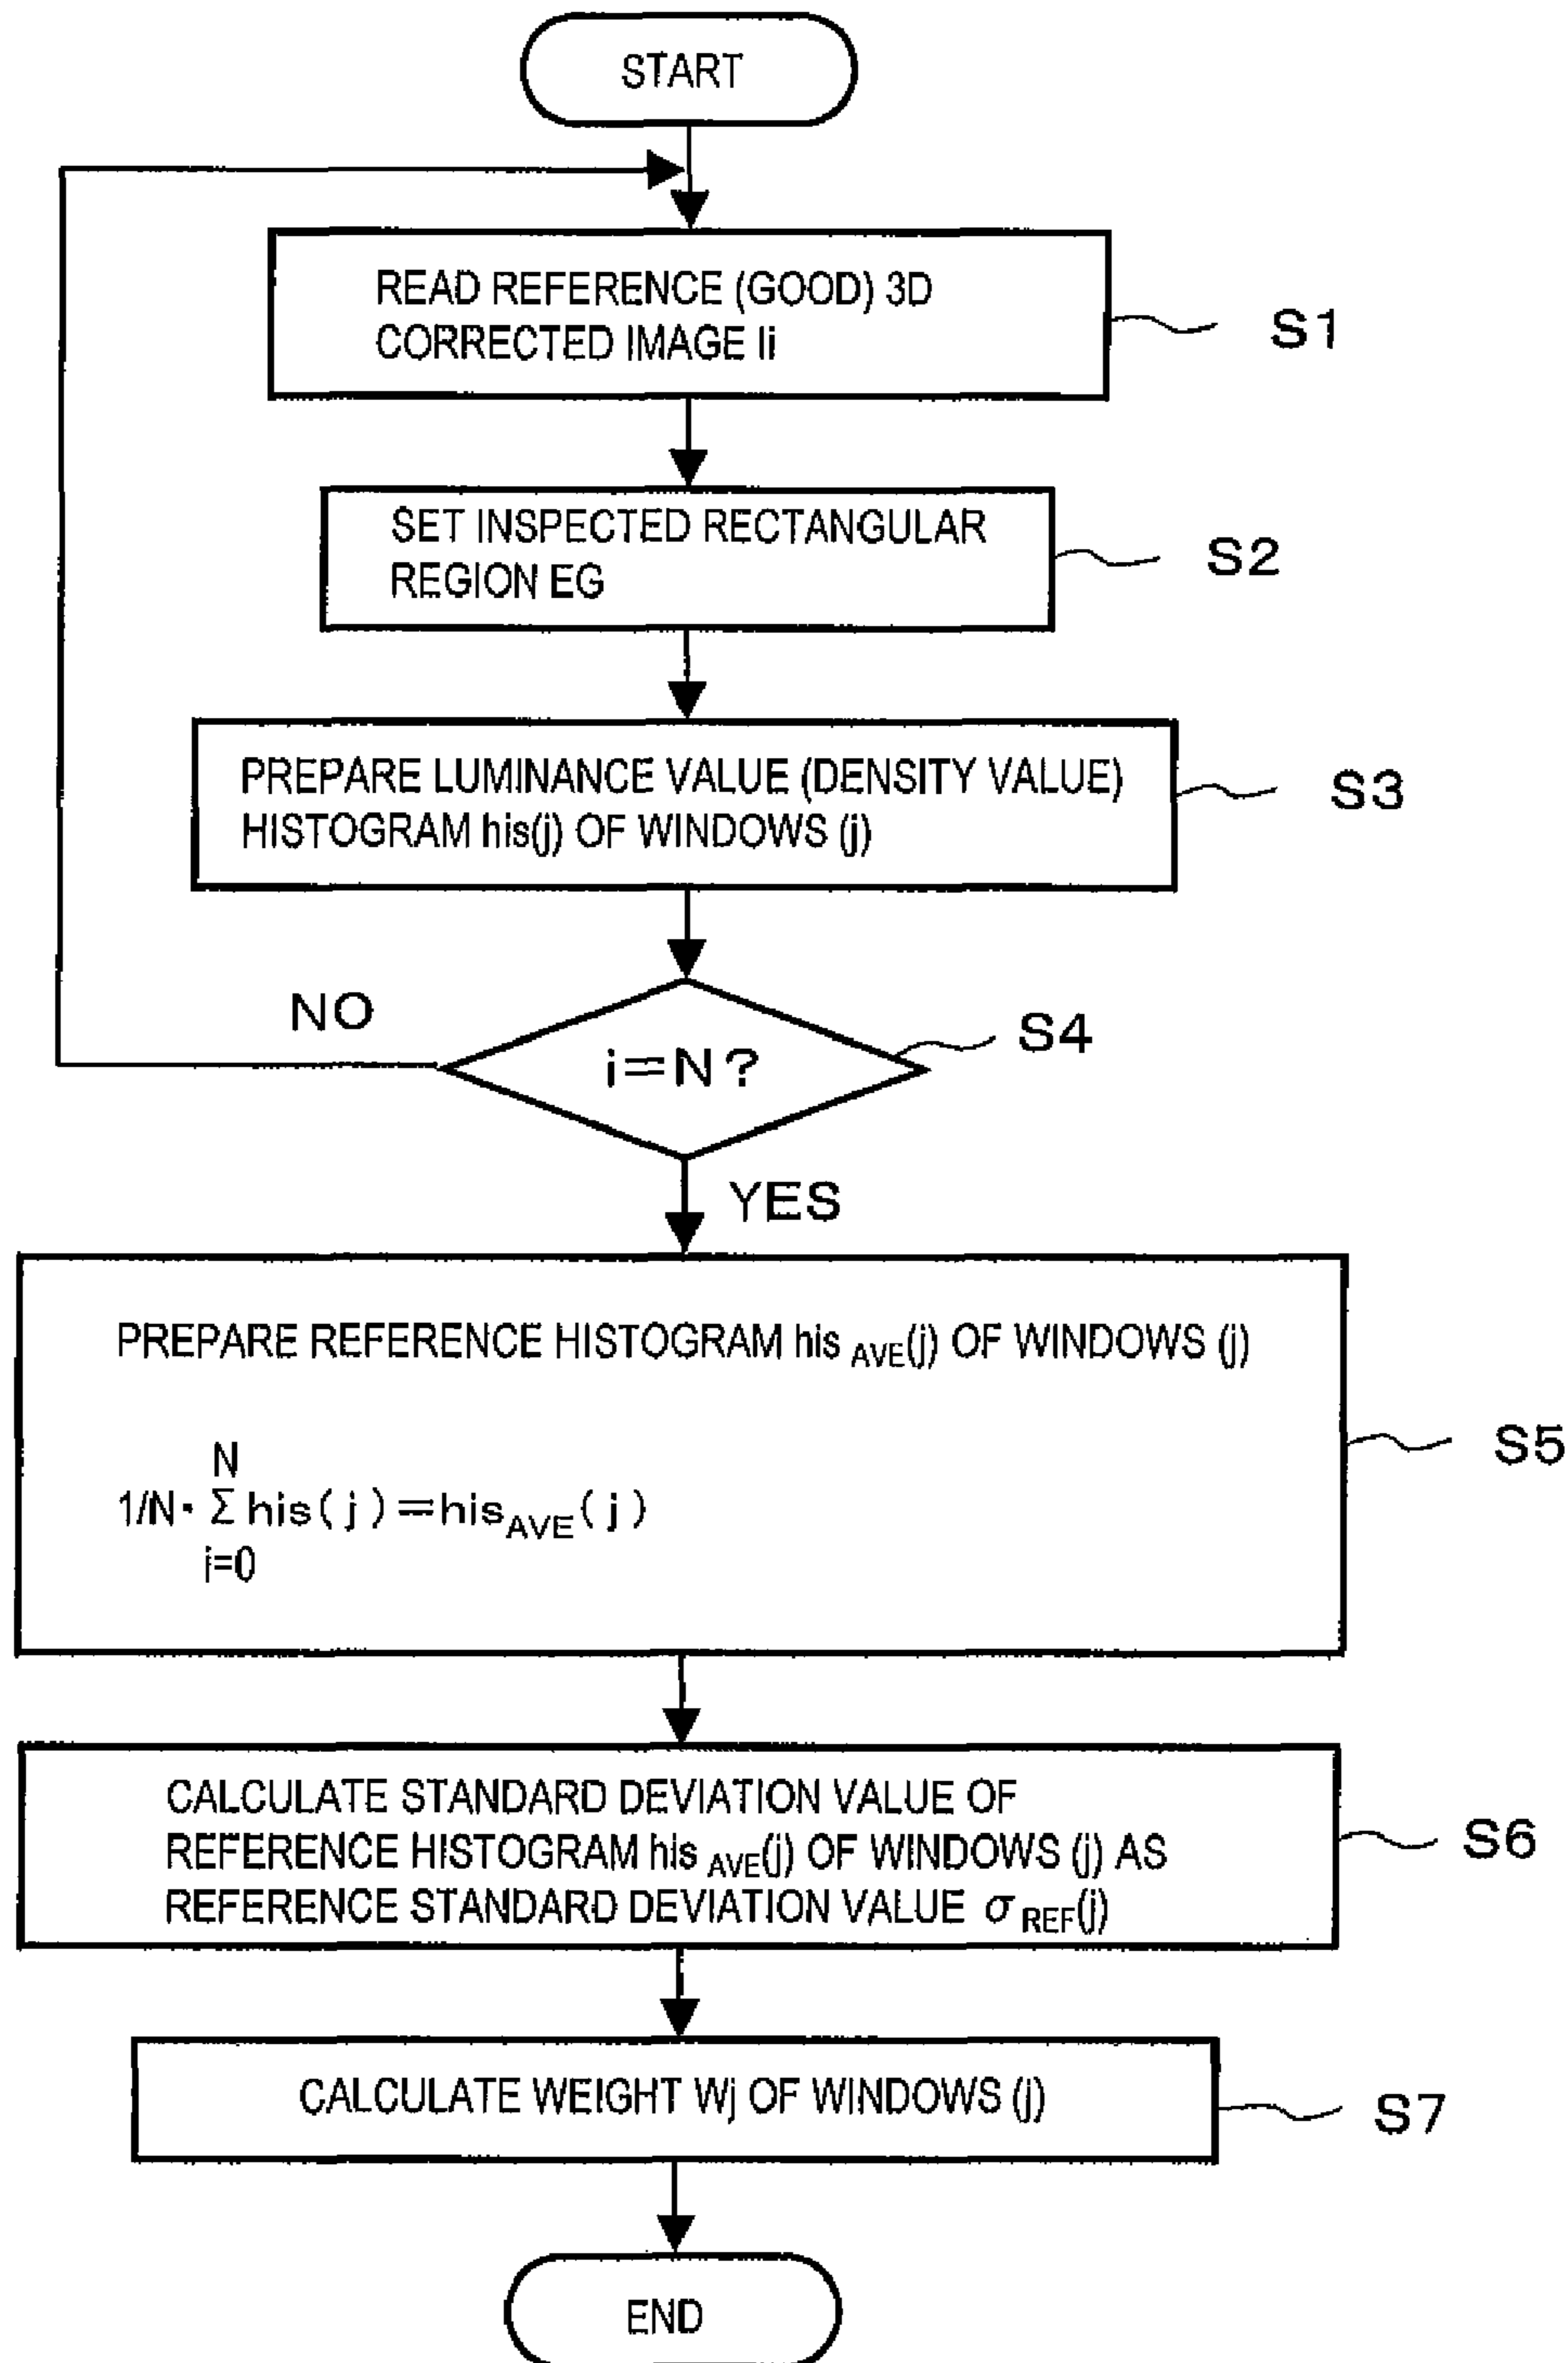 START
READ REFERENCE (GOOD) 3D
CORRECTED IMAGE Ii
S1
SET INSPECTED RECTANGULAR
REGION EG
S2
PREPARE LUMINANCE VALUE (DENSITY VALUE)
HISTOGRAM his(j) OF WINDOWS (j)
S3
NO
i=N?
S4
YES
PREPARE REFERENCE HISTOGRAM his AVE(j) OF WINDOWS (j)
N
1/N· Σ his(j)=hisAVE(j)
i=0
S5
CALCULATE STANDARD DEVIATION VALUE OF
REFERENCE HISTOGRAM his AVE(j) OF WINDOWS (j) AS
REFERENCE STANDARD DEVIATION VALUE σ REF(j)
S6
CALCULATE WEIGHT Wj OF WINDOWS (j)
S7
END